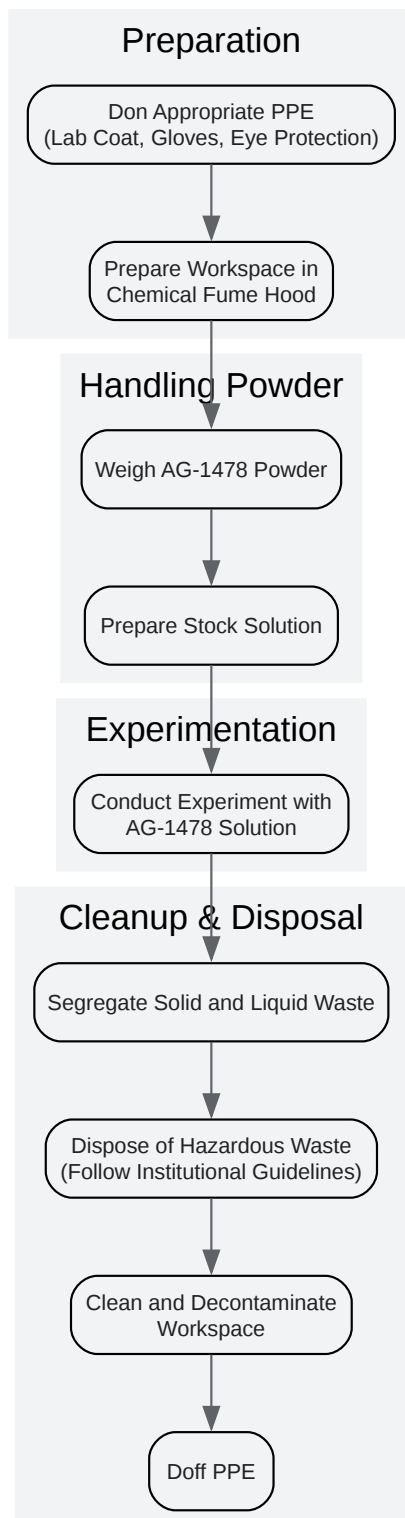 Preparation
Don Appropriate PPE
(Lab Coat, Gloves, Eye Protection)
Prepare Workspace in
Chemical Fume Hood
Handling Powder
Weigh AG-1478 Powder
Prepare Stock Solution
Experimentation
Conduct Experiment with
AG-1478 Solution
Cleanup & Disposal
Segregate Solid and Liquid Waste
Dispose of Hazardous Waste
(Follow Institutional Guidelines)
Clean and Decontaminate
Workspace
Doff PPE